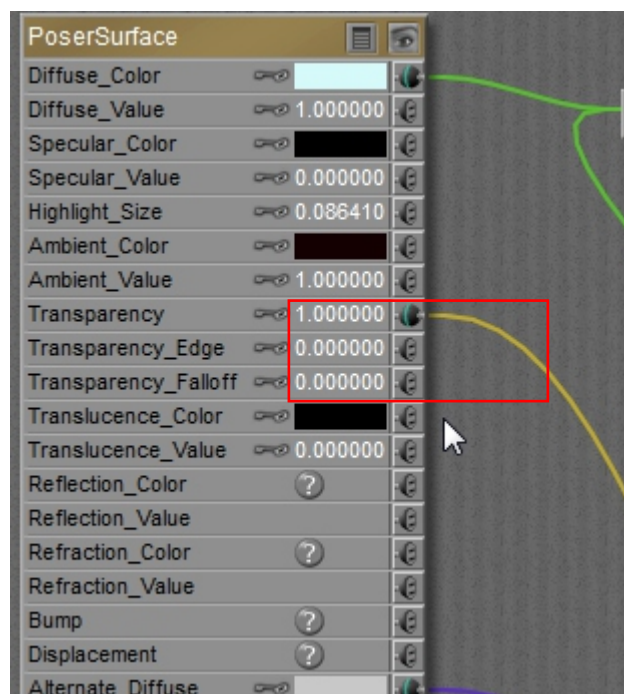 PoserSurface
Diffuse_Color
Diffuse_Value 1.000000
Specular_Color
Specular_Value 0.000000
Highlight_Size 0.086410
Ambient_Color
Ambient_Value 1.000000
Transparency 1.000000
Transparency_Edge 0.000000
Transparency_Falloff 0.000000
Translucence_Color
Translucence_Value 0.000000
Reflection_Color ?
Reflection_Value
Refraction_Color ?
Refraction_Value
Bump ?
Displacement ?
Alternate_Diffuse